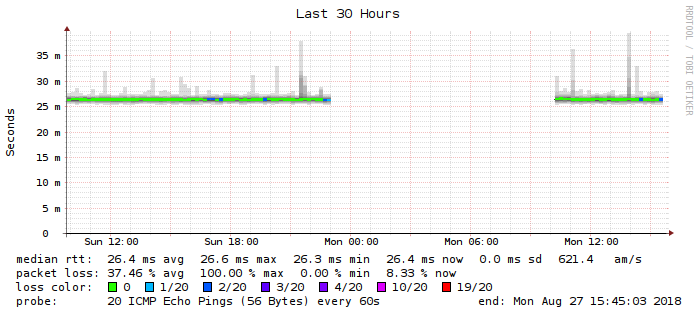 Last 30 Hours
RRDTOOL / TOBI OETIKER
Seconds
35 m
30 m
25 m
20 m
15 m
10 m
5 m
0
Sun 12:00 Sun 18:00 Mon 00:00 Mon 06:00 Mon 12:00
median rtt: 26.4 ms avg 26.6 ms max 26.3 ms min 26.4 ms now 0.0 ms sd 621.4 am/s
packet loss: 37.46 % avg 100.00 % max 0.00 % min 8.33 % now
loss color: 0 1/20 2/20 3/20 4/20 10/20 19/20
probe: 20 ICMP Echo Pings (56 Bytes) every 60s end: Mon Aug 27 15:45:03 2018